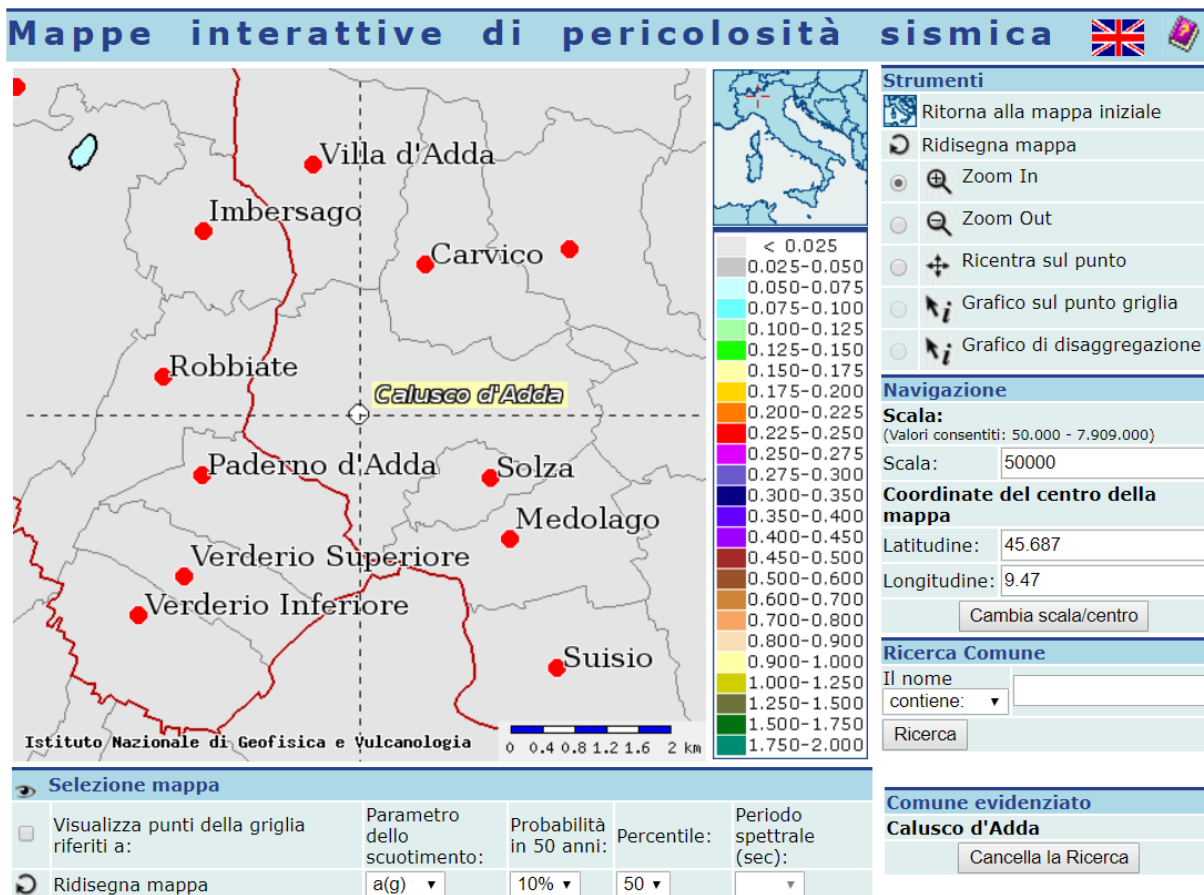 Mappe interattive di pericolosità sismica
Villa d'Adda
Imbersago
Carvico
Robbiate
Calusco d'Adda
Paderno d'Adda
Solza
Medolago
Verderio Superiore
Verderio Inferiore
Suisio
Istituto Nazionale di Geofisica e Vulcanologia
0 0.4 0.8 1.2 1.6 2 km
< 0.025
0.025-0.050
0.050-0.075
0.075-0.100
0.100-0.125
0.125-0.150
0.150-0.175
0.175-0.200
0.200-0.225
0.225-0.250
0.250-0.275
0.275-0.300
0.300-0.350
0.350-0.400
0.400-0.450
0.450-0.500
0.500-0.600
0.600-0.700
0.700-0.800
0.800-0.900
0.900-1.000
1.000-1.250
1.250-1.500
1.500-1.750
1.750-2.000
Strumenti
Ritorna alla mappa iniziale
Ridisegna mappa
Zoom In
Zoom Out
Ricentra sul punto
i Grafico sul punto griglia
i Grafico di disaggregazione
Navigazione
Scala:
(Valori consentiti: 50.000 - 7.909.000)
Scala: 50000
Coordinate del centro della
mappa
Latitudine: 45.687
Longitudine: 9.47
Cambia scala/centro
Ricerca Comune
Il nome
contiene:
Ricerca
Comune evidenziato
Calusco d'Adda
Cancella la Ricerca
Selezione mappa
Visualizza punti della griglia
riferiti a:
Parametro
dello
scuotimento:
Probabilità
in 50 anni:
Percentile:
Periodo
spettrale
(sec):
Ridisegna mappa
a(g)
10%
50